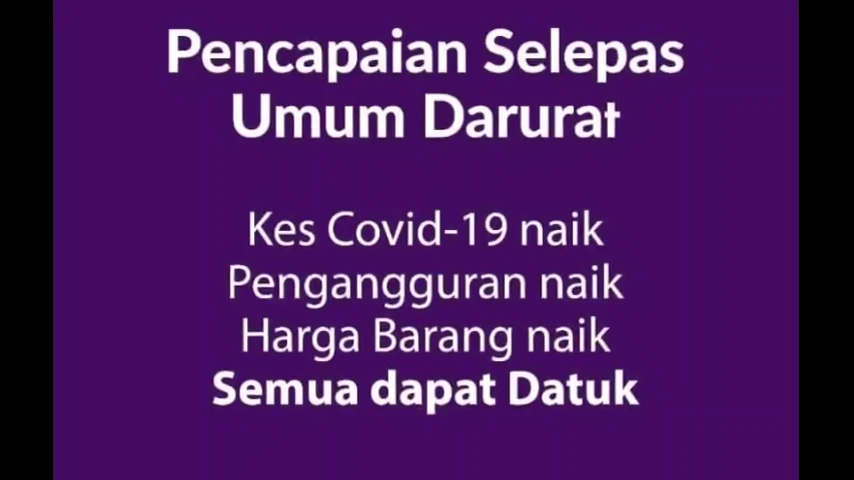 Pencapaian Selepas
Umum Darurat
Kes Covid-19 naik
Pengangguran naik
Harga Barang naik
Semua dapat Datuk